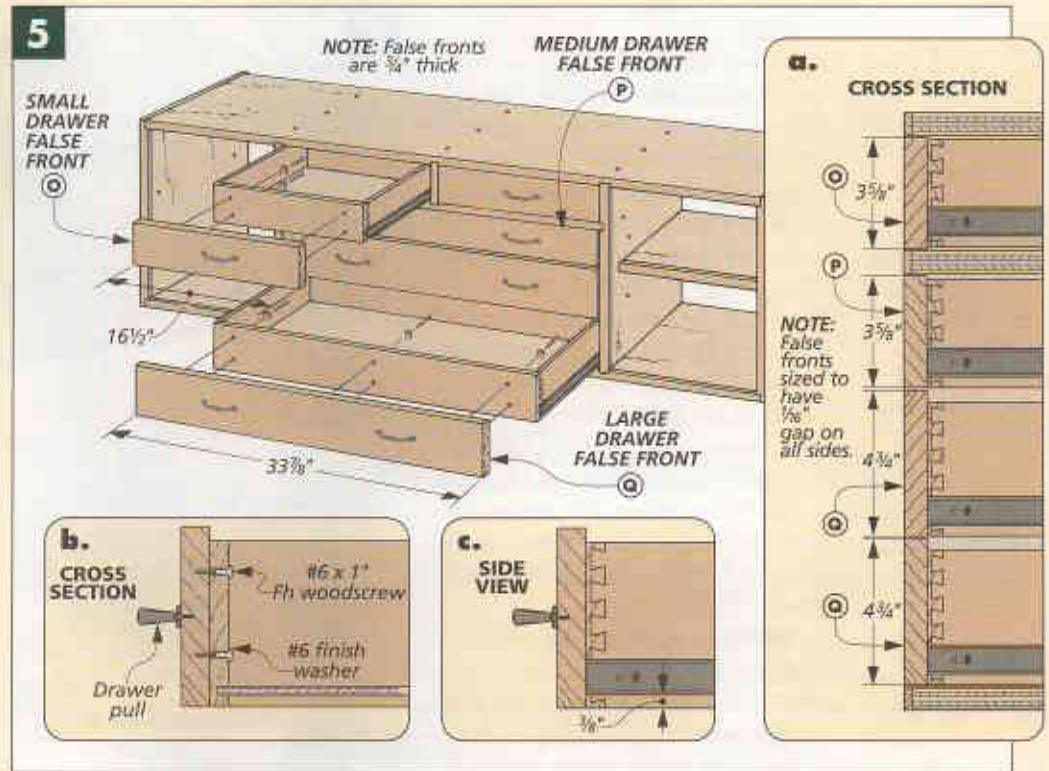 5
NOTE: False fronts
are ¾" thick
MEDIUM DRAWER
FALSE FRONT
P
SMALL
DRAWER
FALSE
FRONT
O
16½"
33⅞"
LARGE
DRAWER
FALSE FRONT
Q
a.
CROSS SECTION
O
3⅝"
P
3⅝"
NOTE:
False
fronts
sized to
have
1⁄16"
gap on
all sides.
4¾"
Q
4¾"
Q
b.
CROSS
SECTION
#6 x 1"
Fh woodscrew
#6 finish
washer
Drawer
pull
c.
SIDE
VIEW
⅜"